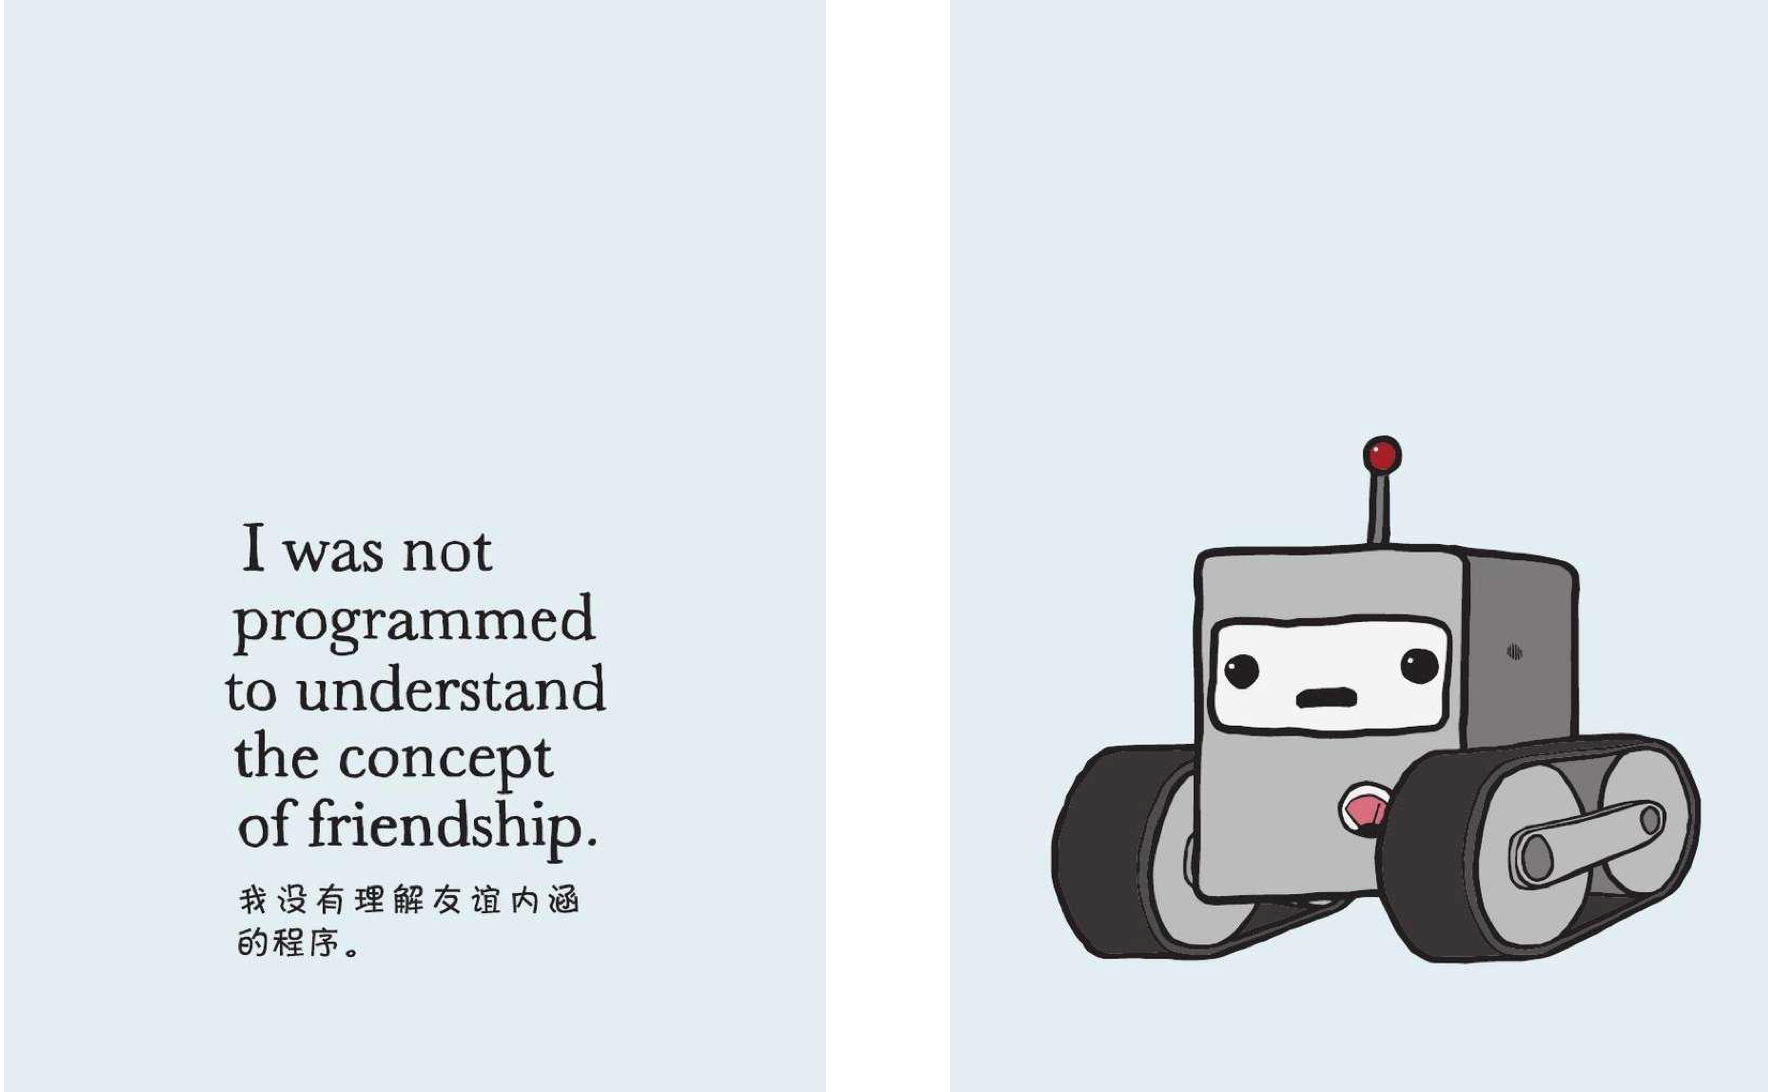 I was not
programmed
to understand
the concept
of friendship.
我没有理解友谊内涵
的程序。